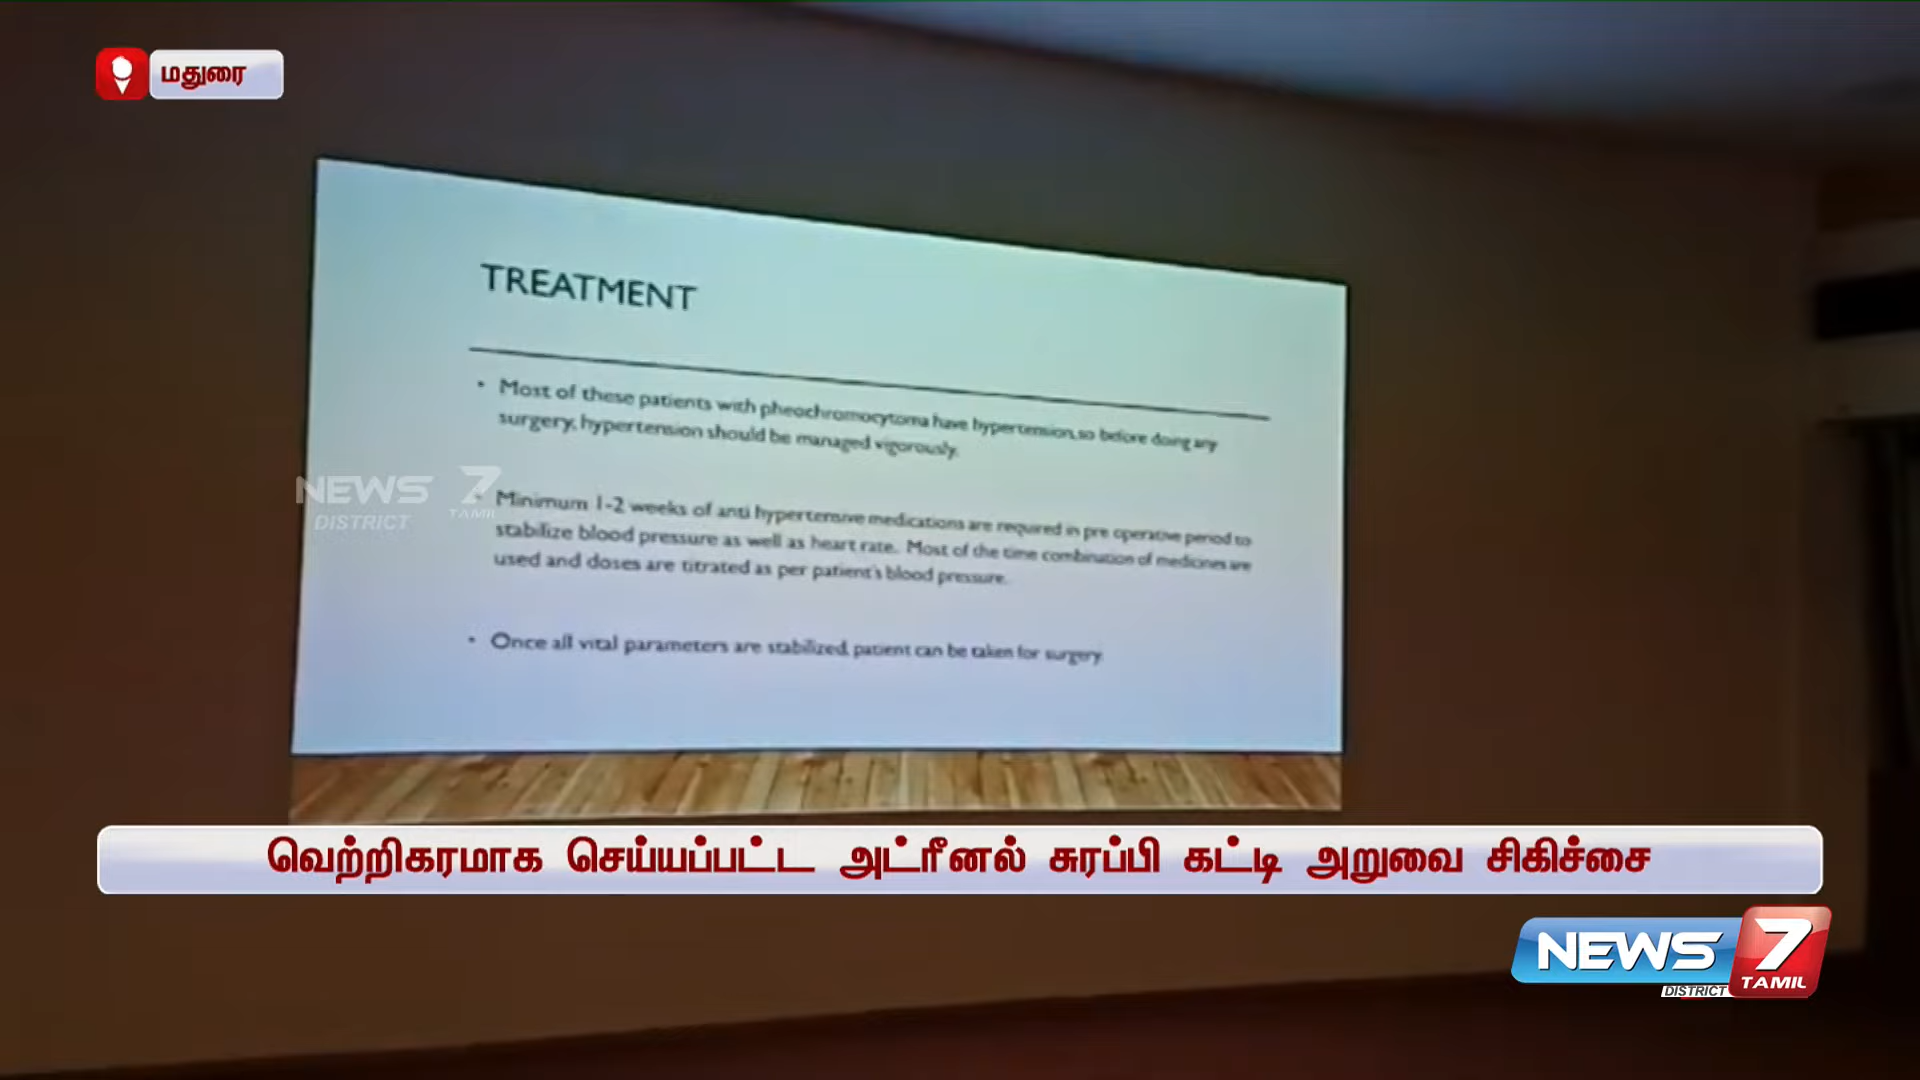 மதுரை
TREATMENT
• Most of these patients with pheochromocytoma have hypertension, so before doing any
surgery, hypertension should be managed vigorously.
NEWS 7
DISTRICT TAMIL
• Minimum 1-2 weeks of anti hypertensive medications are required in pre operative period to
stabilize blood pressure as well as heart rate. Most of the time combination of medicines are
used and doses are titrated as per patient's blood pressure.
• Once all vital parameters are stabilized, patient can be taken for surgery
வெற்றிகரமாக செய்யப்பட்ட அட்ரீனல் சுரப்பி கட்டி அறுவை சிகிச்சை
NEWS 7
DISTRICT TAMIL